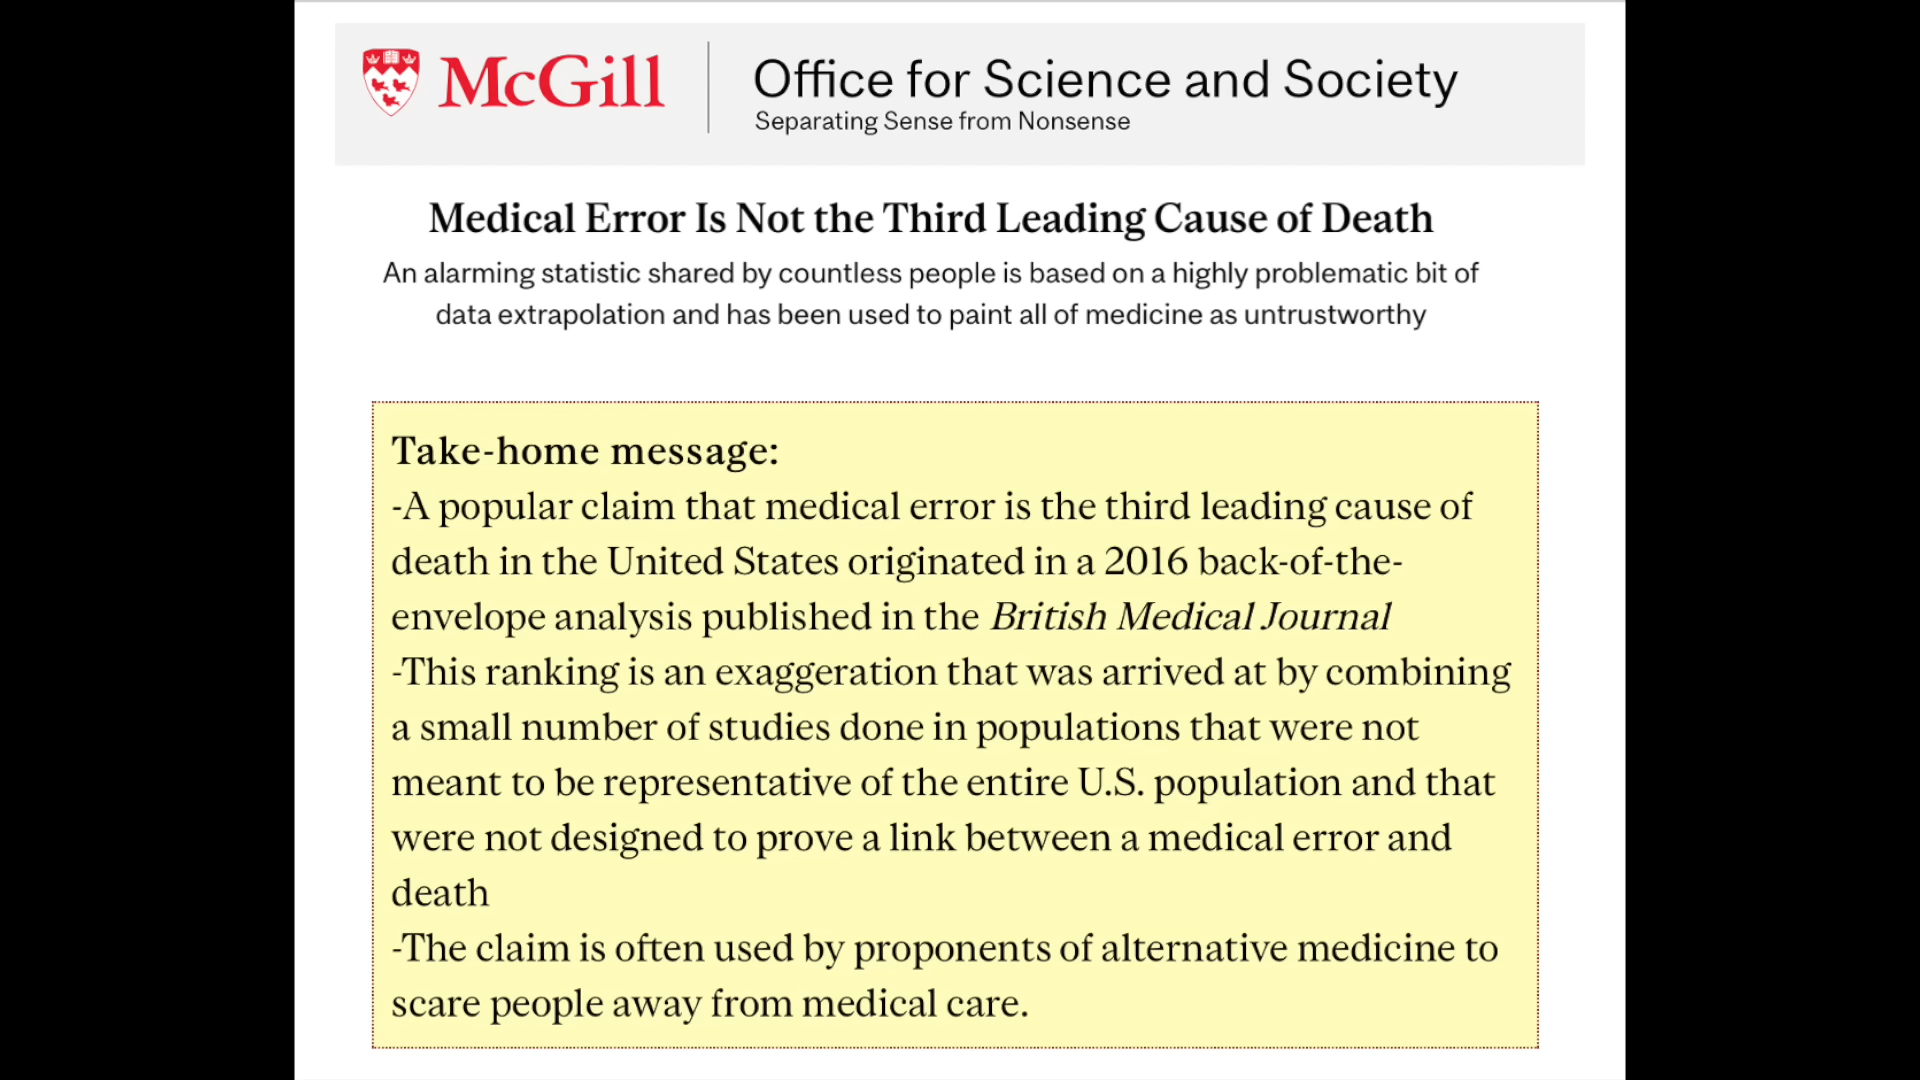 McGill
Office for Science and Society
Separating Sense from Nonsense
Medical Error Is Not the Third Leading Cause of Death
An alarming statistic shared by countless people is based on a highly problematic bit of
data extrapolation and has been used to paint all of medicine as untrustworthy
Take-home message:
-A popular claim that medical error is the third leading cause of
death in the United States originated in a 2016 back-of-the-
envelope analysis published in the British Medical Journal
-This ranking is an exaggeration that was arrived at by combining
a small number of studies done in populations that were not
meant to be representative of the entire U.S. population and that
were not designed to prove a link between a medical error and
death
-The claim is often used by proponents of alternative medicine to
scare people away from medical care.